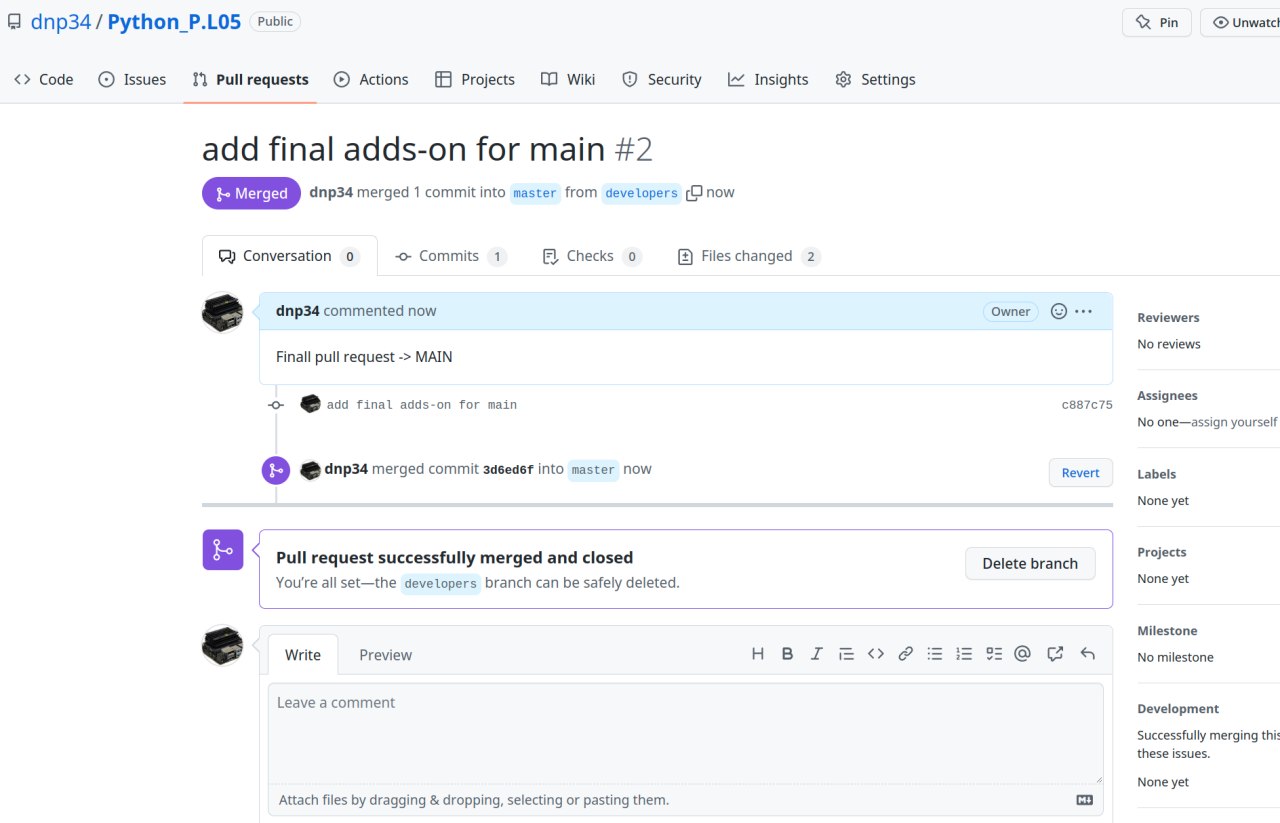 dnp34 / Python_P.L05 Public Pin Unwatch
Code Issues Pull requests Actions Projects Wiki Security Insights Settings
add final adds-on for main #2
Merged dnp34 merged 1 commit into master from developers now
Conversation 0 Commits 1 Checks 0 Files changed 2
dnp34 commented now Owner
Finall pull request -> MAIN
add final adds-on for main c887c75
dnp34 merged commit 3d6ed6f into master now Revert
Pull request successfully merged and closed
You're all set—the developers branch can be safely deleted.
Delete branch
Write Preview
Leave a comment
Attach files by dragging & dropping, selecting or pasting them.
Reviewers
No reviews
Assignees
No one—assign yourself
Labels
None yet
Projects
None yet
Milestone
No milestone
Development
Successfully merging this
these issues.
None yet